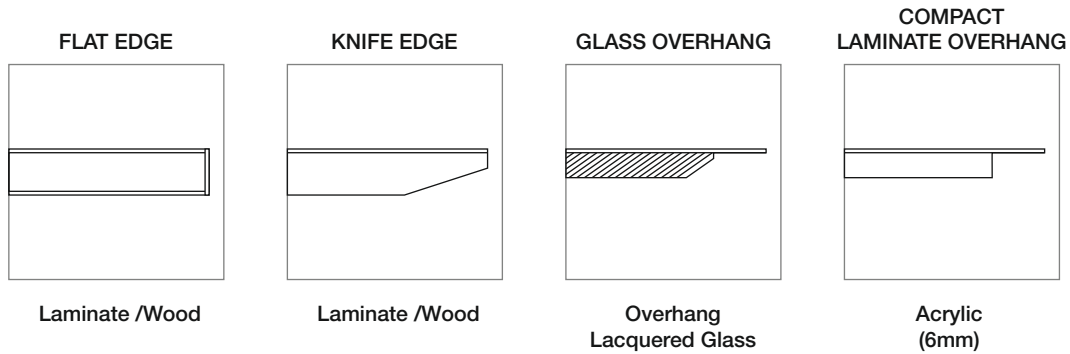 FLAT EDGE
KNIFE EDGE
GLASS OVERHANG
COMPACT
LAMINATE OVERHANG
Laminate /Wood
Laminate /Wood
Overhang
Lacquered Glass
Acrylic
(6mm)